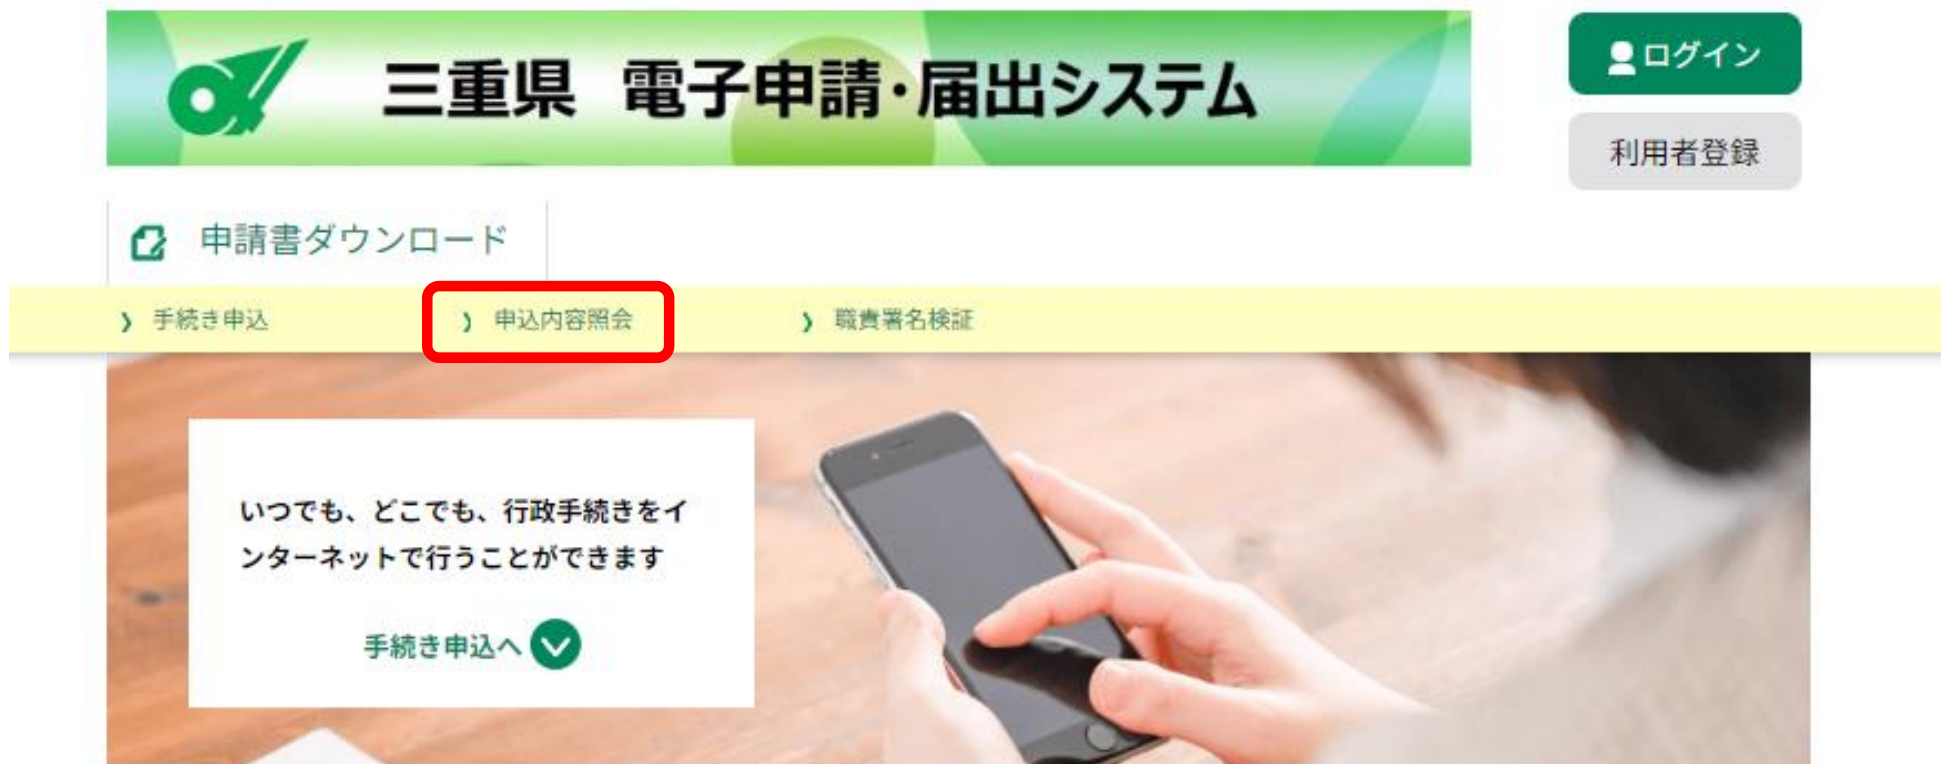 三重県 電子申請・届出システム
ログイン
利用者登録
申請書ダウンロード
手続き申込
申込内容照会
職責署名検証
いつでも、どこでも、行政手続きをイ
ンターネットで行うことができます
手続き申込へ